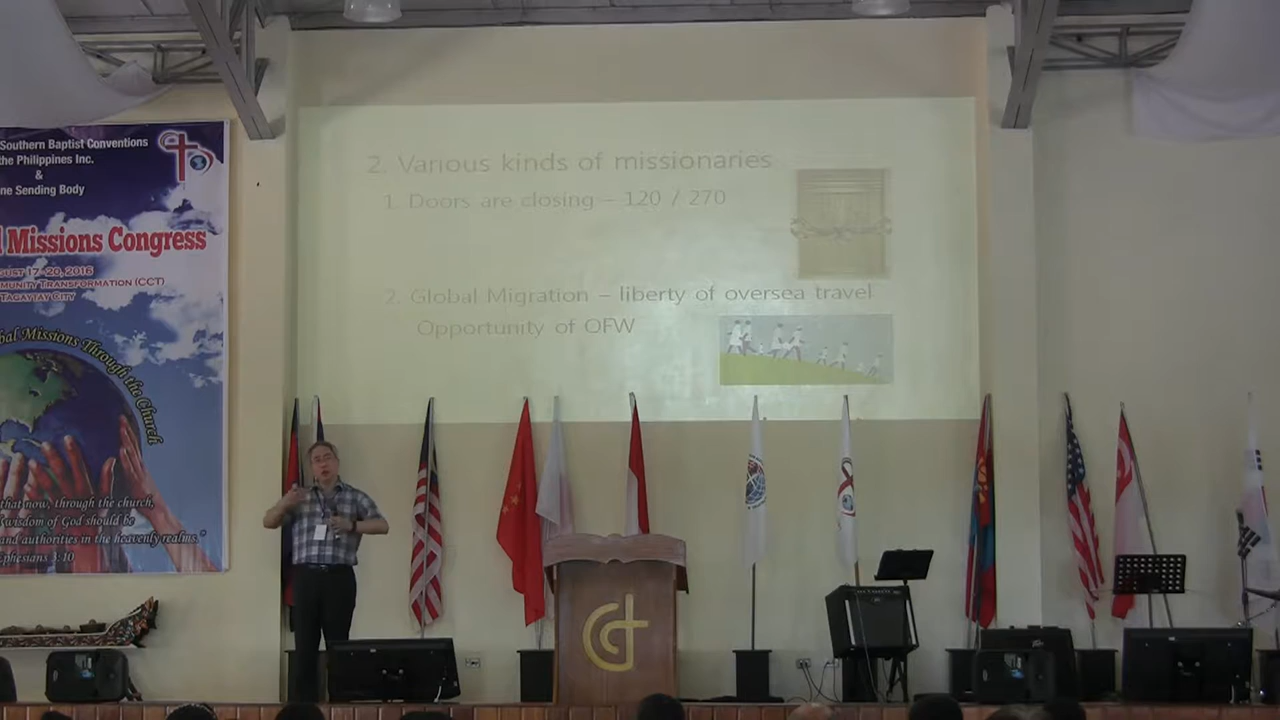 Southern Baptist Conventions
the Philippines Inc.
&
ne Sending Body
l Missions Congress
gust 17-20, 2016
munity Transformation (CCT)
Tagaytay City
bal Missions Through the Church
that now, through the church,
wisdom of God should be
and authorities in the heavenly realms."
Ephesians 3:10
2. Various kinds of missionaries
1. Doors are closing – 120 / 270
2. Global Migration – liberty of oversea travel
Opportunity of OFW